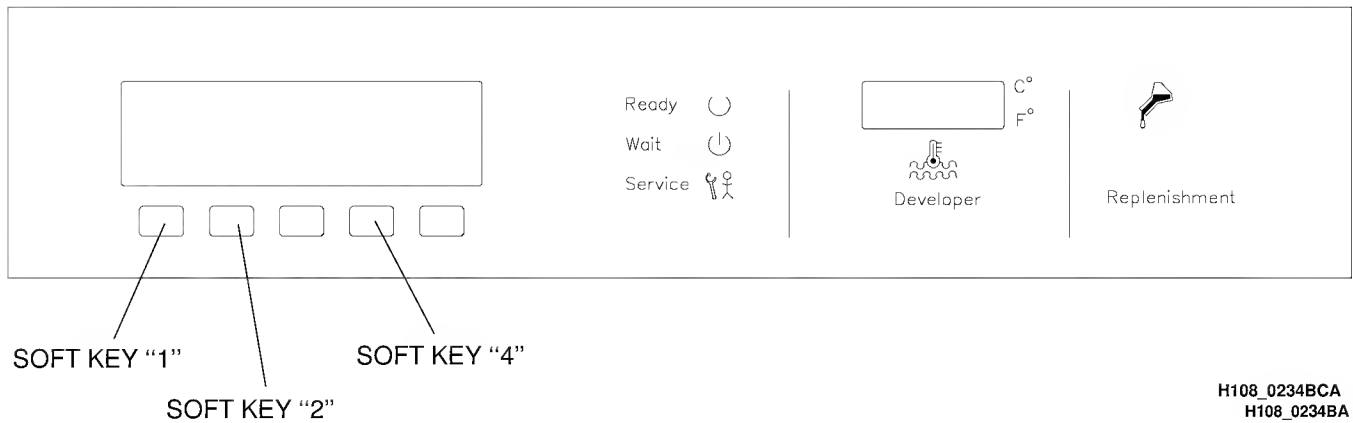 Ready
Wait
Service
C°
F°
Developer
Replenishment
SOFT KEY “1”
SOFT KEY “2”
SOFT KEY “4”
H108_0234BCA
H108_0234BA